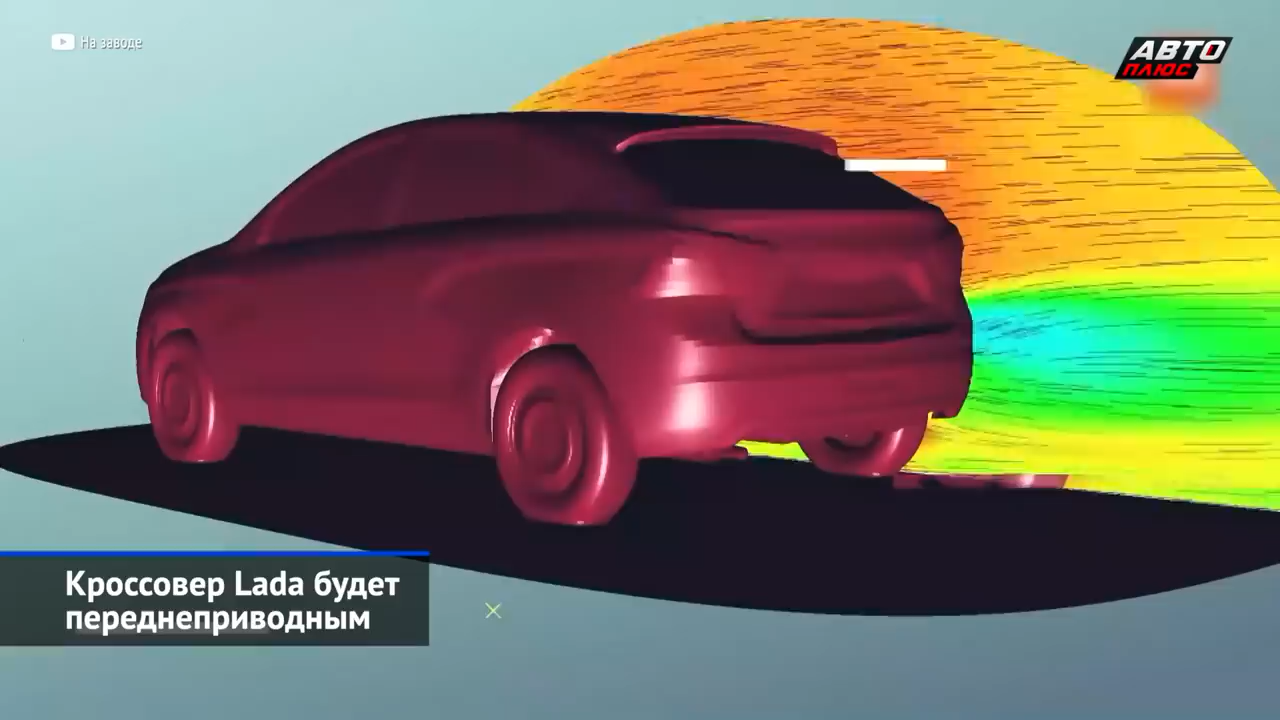 На заводе
АВТО
ПЛЮС
Кроссовер Lada будет
переднеприводным